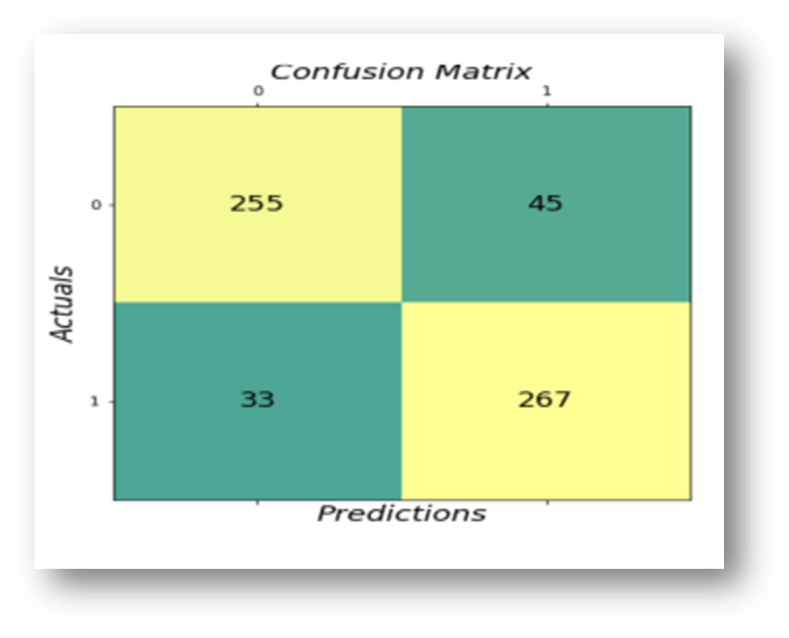 Confusion Matrix
0 1
0 255 45
Actuals
1 33 267
Predictions